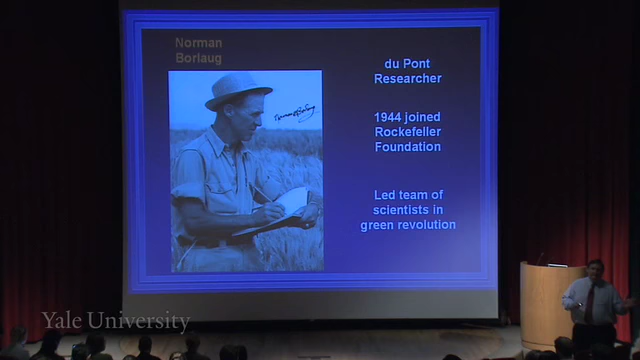 Norman
Borlaug
du Pont
Researcher
1944 joined
Rockefeller
Foundation
Led team of
scientists in
green revolution
Yale University